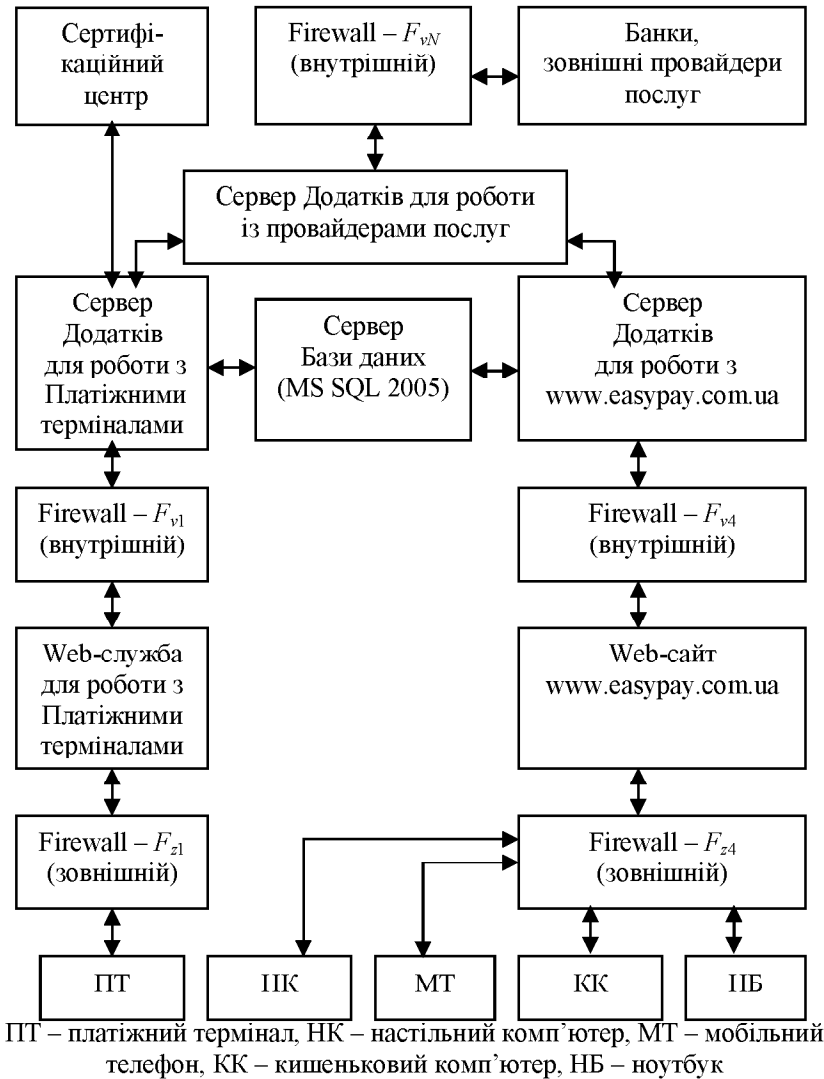 Сертифі-
каційний
центр
Firewall – FvN
(внутрішній)
Банки,
зовнішні провайдери
послуг
Сервер Додатків для роботи
із провайдерами послуг
Сервер
Додатків
для роботи з
Платіжними
терміналами
Сервер
Бази даних
(MS SQL 2005)
Сервер
Додатків
для роботи з
www.easypay.com.ua
Firewall – Fv1
(внутрішній)
Firewall – Fv4
(внутрішній)
Web-служба
для роботи з
Платіжними
терміналами
Web-сайт
www.easypay.com.ua
Firewall – Fz1
(зовнішній)
Firewall – Fz4
(зовнішній)
ПТ
НК
МТ
КК
НБ
ПТ – платіжний термінал, НК – настільний комп’ютер, МТ – мобільний
телефон, КК – кишеньковий комп’ютер, НБ – ноутбук